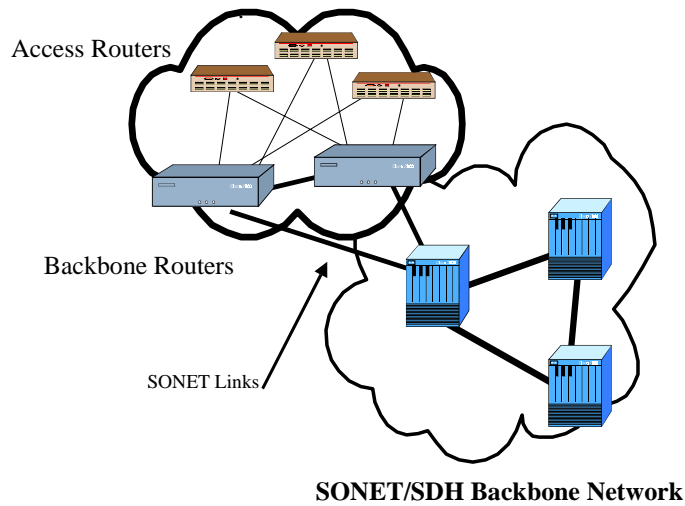 Access Routers
Backbone Routers
SONET Links
SONET/SDH Backbone Network